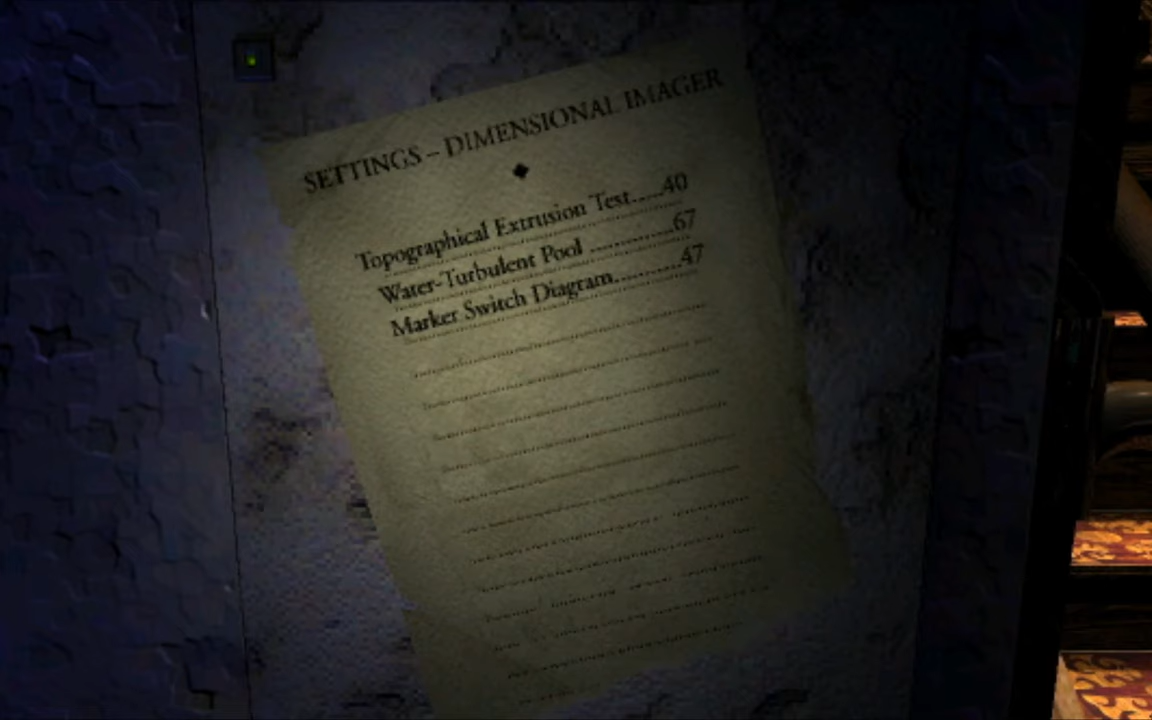 SETTINGS – DIMENSIONAL IMAGER
Topographical Extrusion Test.....40
Water-Turbulent Pool .............67
Marker Switch Diagram...........47